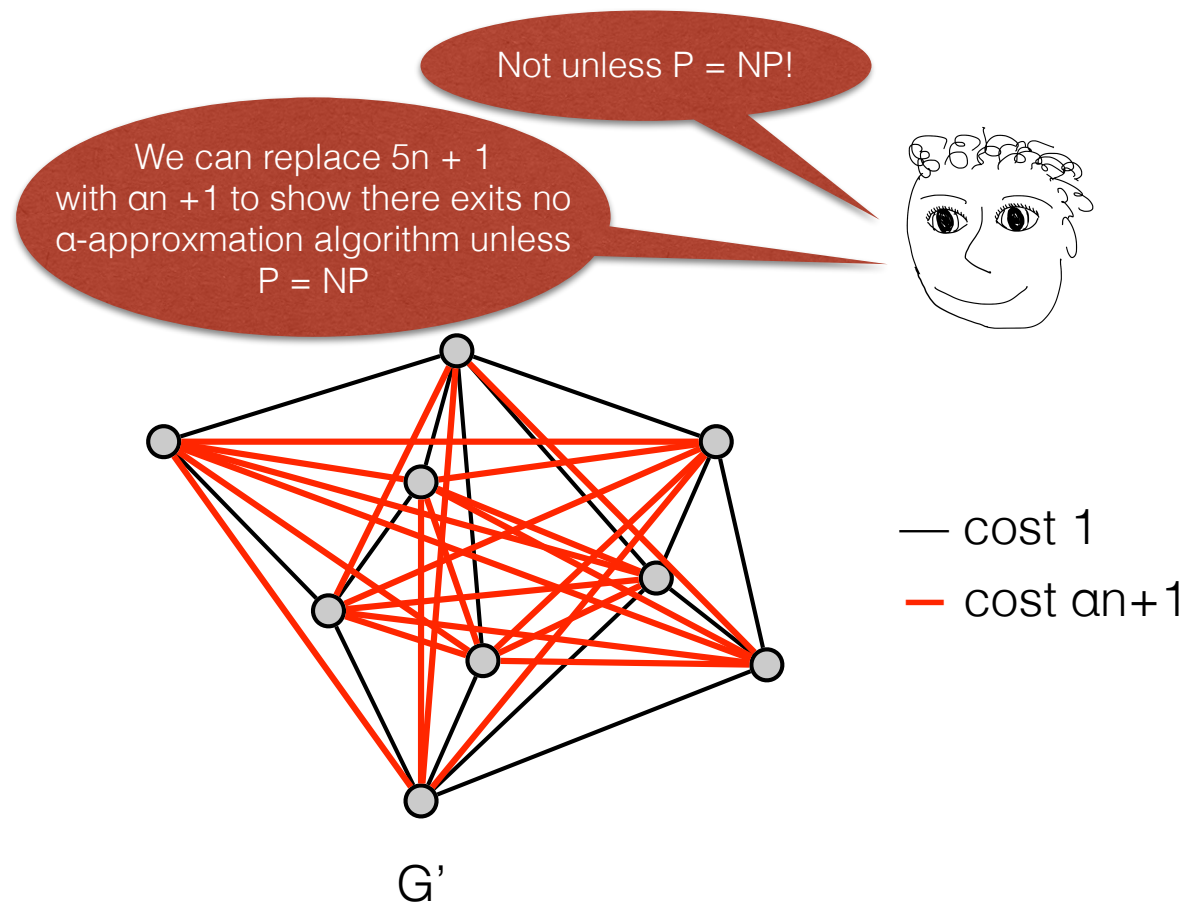 Not unless P = NP!
We can replace 5n + 1
with αn +1 to show there exits no
α-approxmation algorithm unless
P = NP
cost 1
cost αn+1
G’